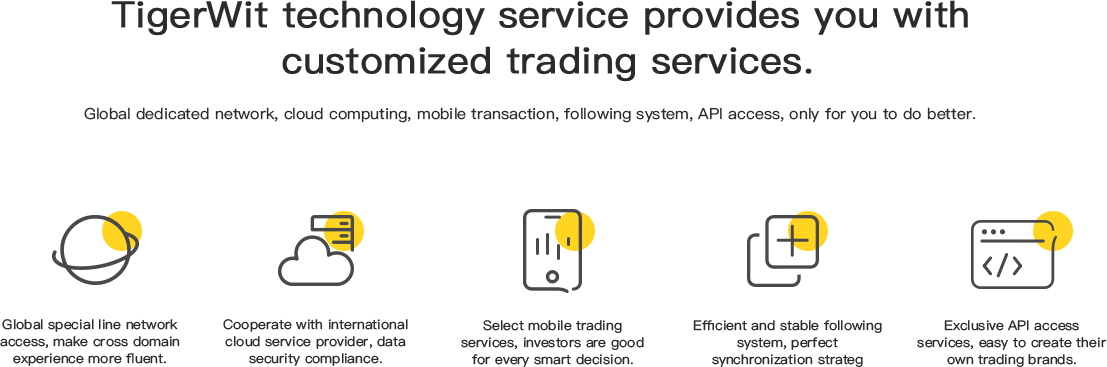 TigerWit technology service provides you with
customized trading services.
Global dedicated network, cloud computing, mobile transaction, following system, API access, only for you to do better.
Global special line network
access, make cross domain
experience more fluent.
Cooperate with international
cloud service provider, data
security compliance.
Select mobile trading
services, investors are good
for every smart decision.
Efficient and stable following
system, perfect
synchronization strateg
Exclusive API access
services, easy to create their
own trading brands.